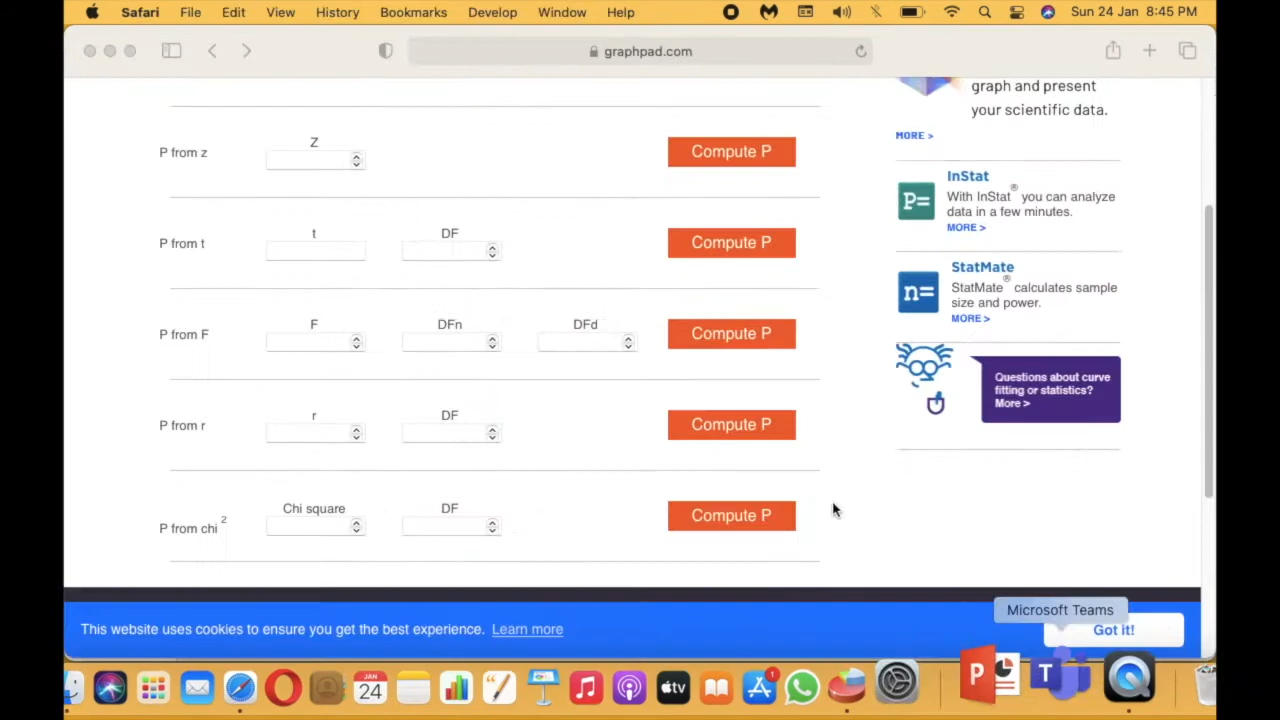 Safari File Edit View History Bookmarks Develop Window Help Sun 24 Jan 8:45 PM
graphpad.com
graph and present
your scientific data.
MORE >
Z
P from z
Compute P
InStat
P=
With InStat® you can analyze
data in a few minutes.
MORE >
t DF
P from t
Compute P
StatMate
n=
StatMate® calculates sample
size and power.
MORE >
F DFn DFd
P from F
Compute P
Questions about curve
fitting or statistics?
More >
r DF
P from r
Compute P
Chi square DF
P from chi 2
Compute P
Microsoft Teams
This website uses cookies to ensure you get the best experience. Learn more
Got it!
JAN
24
tv
1
P
T